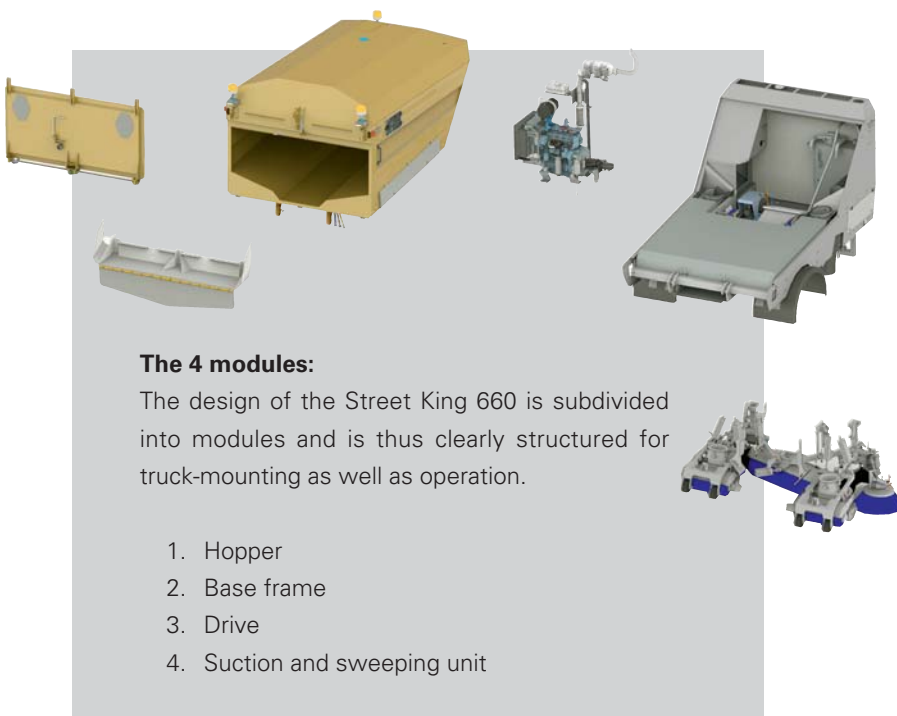 The 4 modules:
The design of the Street King 660 is subdivided
into modules and is thus clearly structured for
truck-mounting as well as operation.
1. Hopper
2. Base frame
3. Drive
4. Suction and sweeping unit